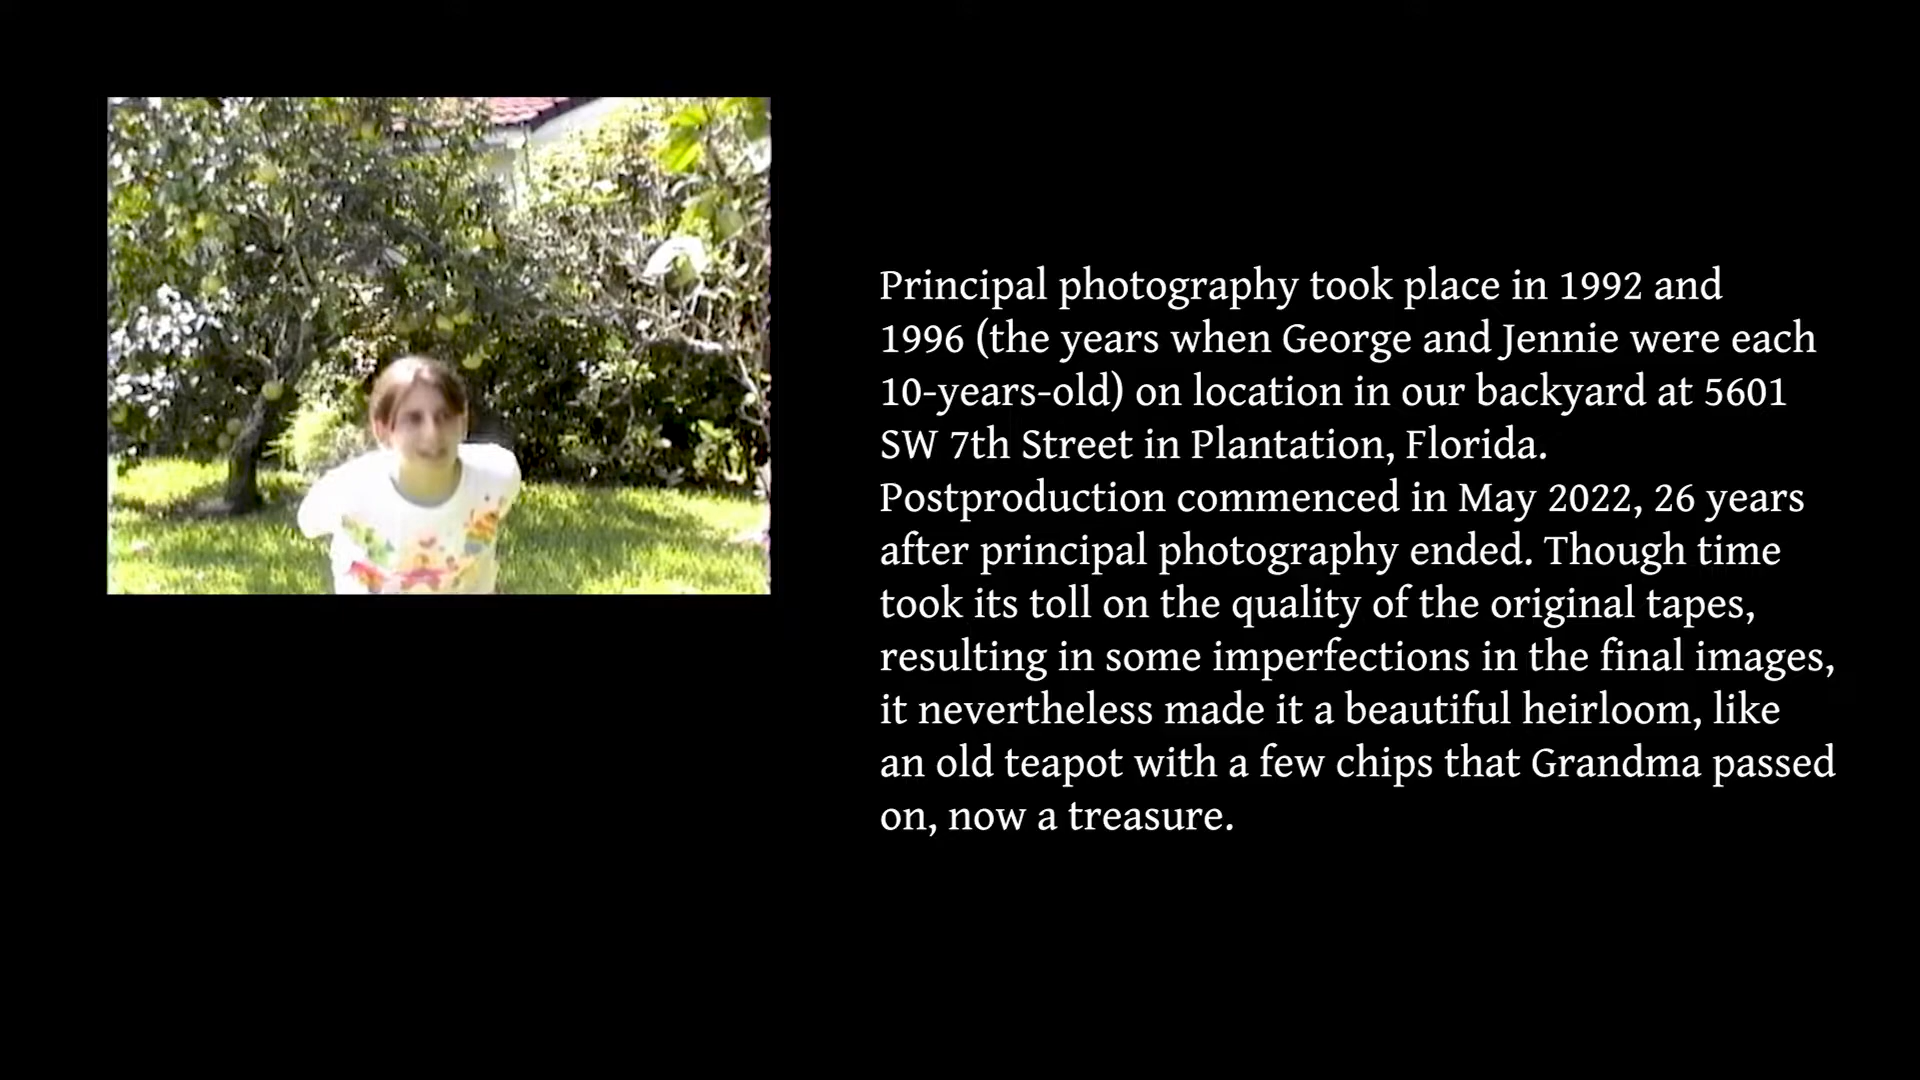 Principal photography took place in 1992 and
1996 (the years when George and Jennie were each
10-years-old) on location in our backyard at 5601
SW 7th Street in Plantation, Florida.
Postproduction commenced in May 2022, 26 years
after principal photography ended. Though time
took its toll on the quality of the original tapes,
resulting in some imperfections in the final images,
it nevertheless made it a beautiful heirloom, like
an old teapot with a few chips that Grandma passed
on, now a treasure.